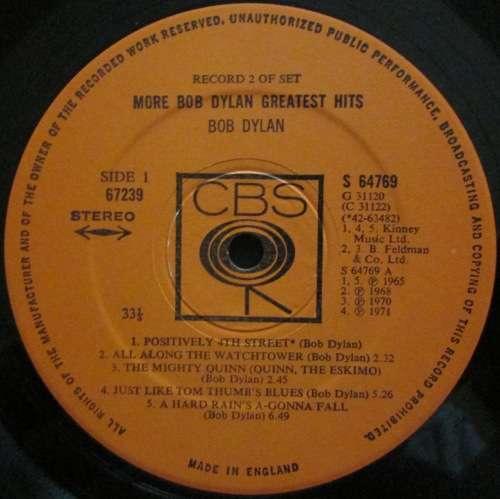 ALL RIGHTS OF THE MANUFACTURER AND OF THE OWNER OF THE RECORDED WORK RESERVED. UNAUTHORIZED PUBLIC PERFORMANCE, BROADCASTING AND COPYING OF THIS RECORD PROHIBITED.
RECORD 2 OF SET
MORE BOB DYLAN GREATEST HITS
BOB DYLAN
SIDE 1
67239
STEREO
33⅓
CBS
S 64769
G 31120
(C 31122)
(*42-63482)
1, 4, 5. Kinney
Music Ltd.
2, 3. B. Feldman
& Co. Ltd.
S 64769 A
1, 5. ℗ 1965
2. ℗ 1968
3. ℗ 1970
4. ℗ 1971
1. POSITIVELY 4TH STREET* (Bob Dylan)
2. ALL ALONG THE WATCHTOWER (Bob Dylan) 2.32
3. THE MIGHTY QUINN (QUINN, THE ESKIMO)
(Bob Dylan) 2.45
4. JUST LIKE TOM THUMB'S BLUES (Bob Dylan) 5.26
5. A HARD RAIN'S A-GONNA FALL
(Bob Dylan) 6.49
MADE IN ENGLAND